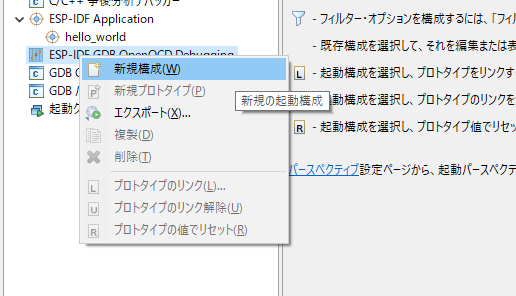 C/C++ 事後分析デバッガー
ESP-IDF Application
hello_world
ESP-IDF GDB OpenOCD Debugging
GDB
GDB
起動
新規構成(W)
新規プロトタイプ(P)
エクスポート(X)...
複製(D)
削除(T)
プロトタイプのリンク(L)...
プロトタイプのリンク解除(U)
プロトタイプの値でリセット(R)
新規の起動構成
- フィルター・オプションを構成するには、「フィ
- 既存構成を選択して、それを編集または表
L - 起動構成を選択し、プロトタイプをリンクす
- 起動構成を選択し、プロトタイプのリンクを
R - 起動構成を選択し、プロトタイプ値でリセッ
パースペクティブ設定ページから、起動パースペクテ